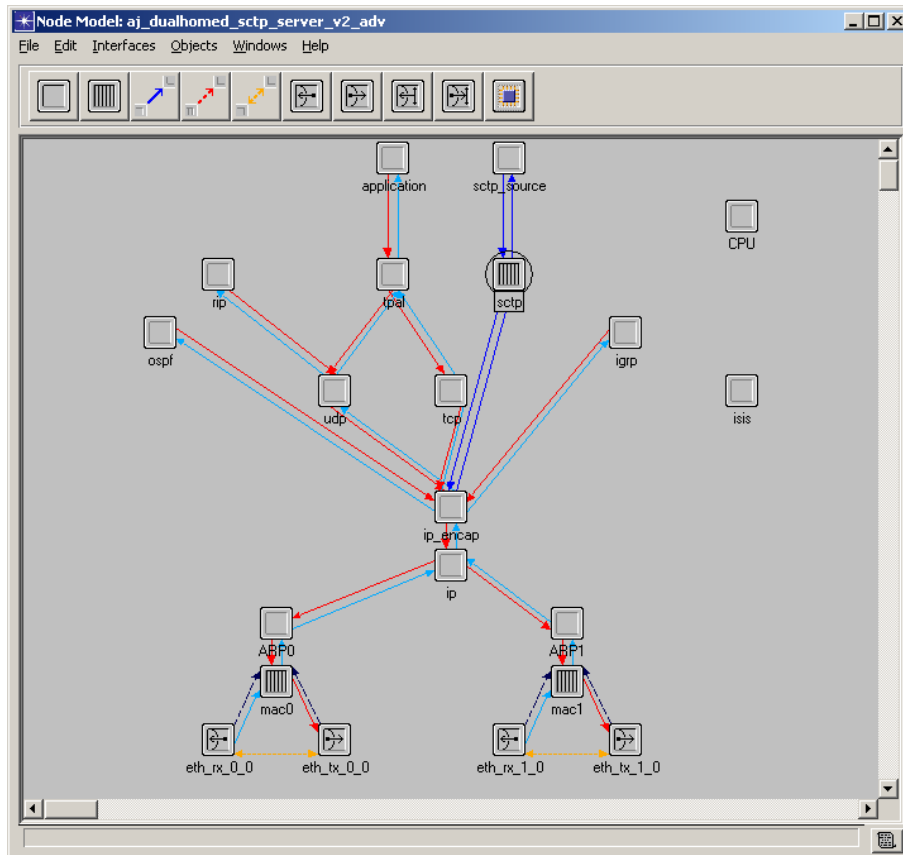 Node Model: aj_dualhomed_sctp_server_v2_adv
File Edit Interfaces Objects Windows Help
application sctp_source
CPU
rip tpal sctp
ospf igrp
udp tcp isis
ip_encap
ip
ARP0 ARP1
mac0 mac1
eth_rx_0_0 eth_tx_0_0 eth_rx_1_0 eth_tx_1_0